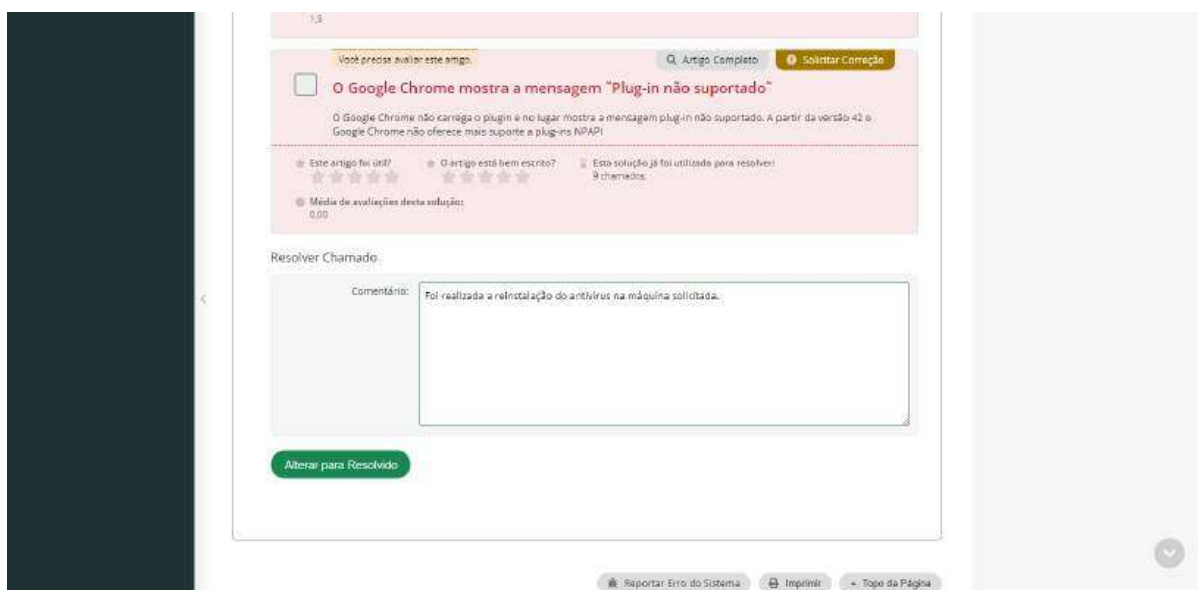 1,5
Você precisa avaliar este artigo.
Artigo Completo
Solicitar Correção
O Google Chrome mostra a mensagem "Plug-in não suportado"
O Google Chrome não carrega o plugin e no lugar mostra a mensagem plug-in não suportado. A partir da versão 42 o
Google Chrome não oferece mais suporte a plug-ins NPAPI
Este artigo foi útil?
O artigo está bem escrito?
Esta solução já foi utilizada para resolver:
9 chamados
Média de avaliações desta solução:
0.00
Resolver Chamado
Comentário:
Foi realizada a reinstalação do antivírus na máquina solicitada.
Alterar para Resolvido
Reportar Erro do Sistema
Imprimir
Topo da Página